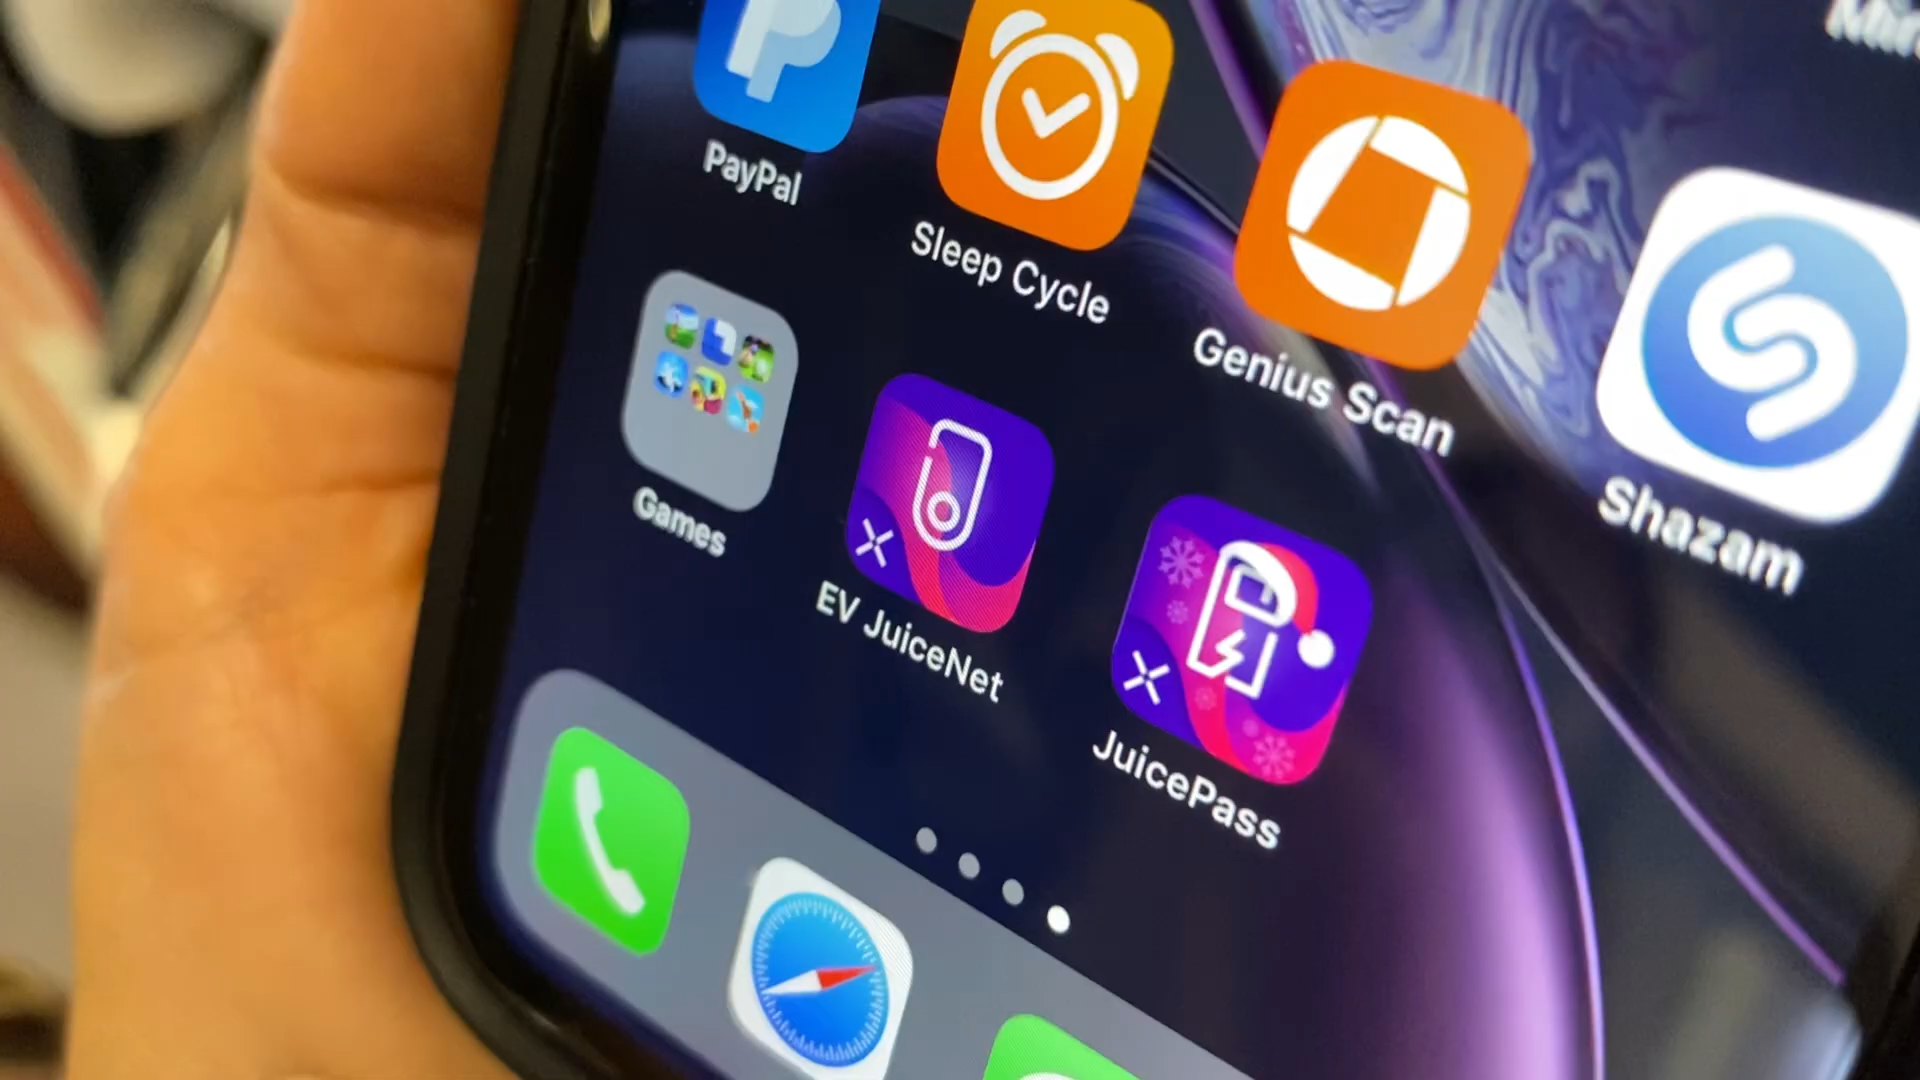 PayPal
Sleep Cycle
Genius Scan
Shazam
Games
EV JuiceNet
JuicePass